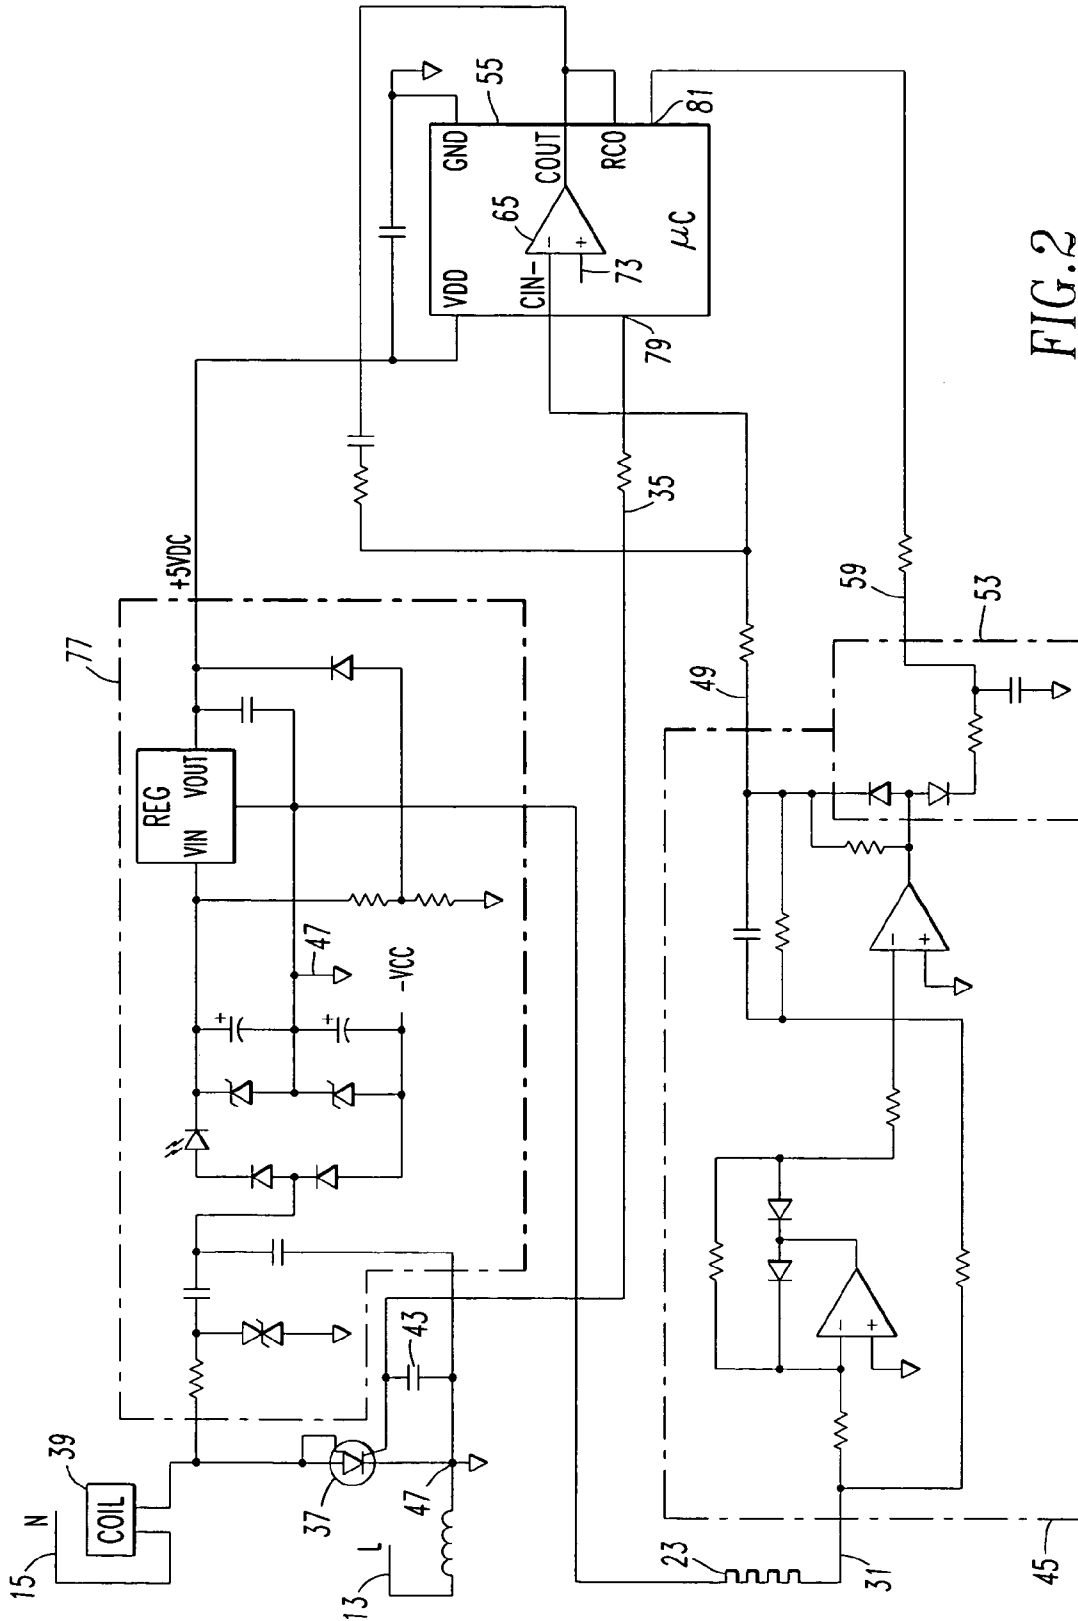 15
N
39
COIL
13
L
37
47
43
77
REG
VIN
VOUT
+5VDC
+
+
47
-VCC
35
VDD
GND
55
CIN-
-
+
65
COUT
73
RCO
μC
79
81
23
31
45
-
+
-
+
49
53
59
FIG.2